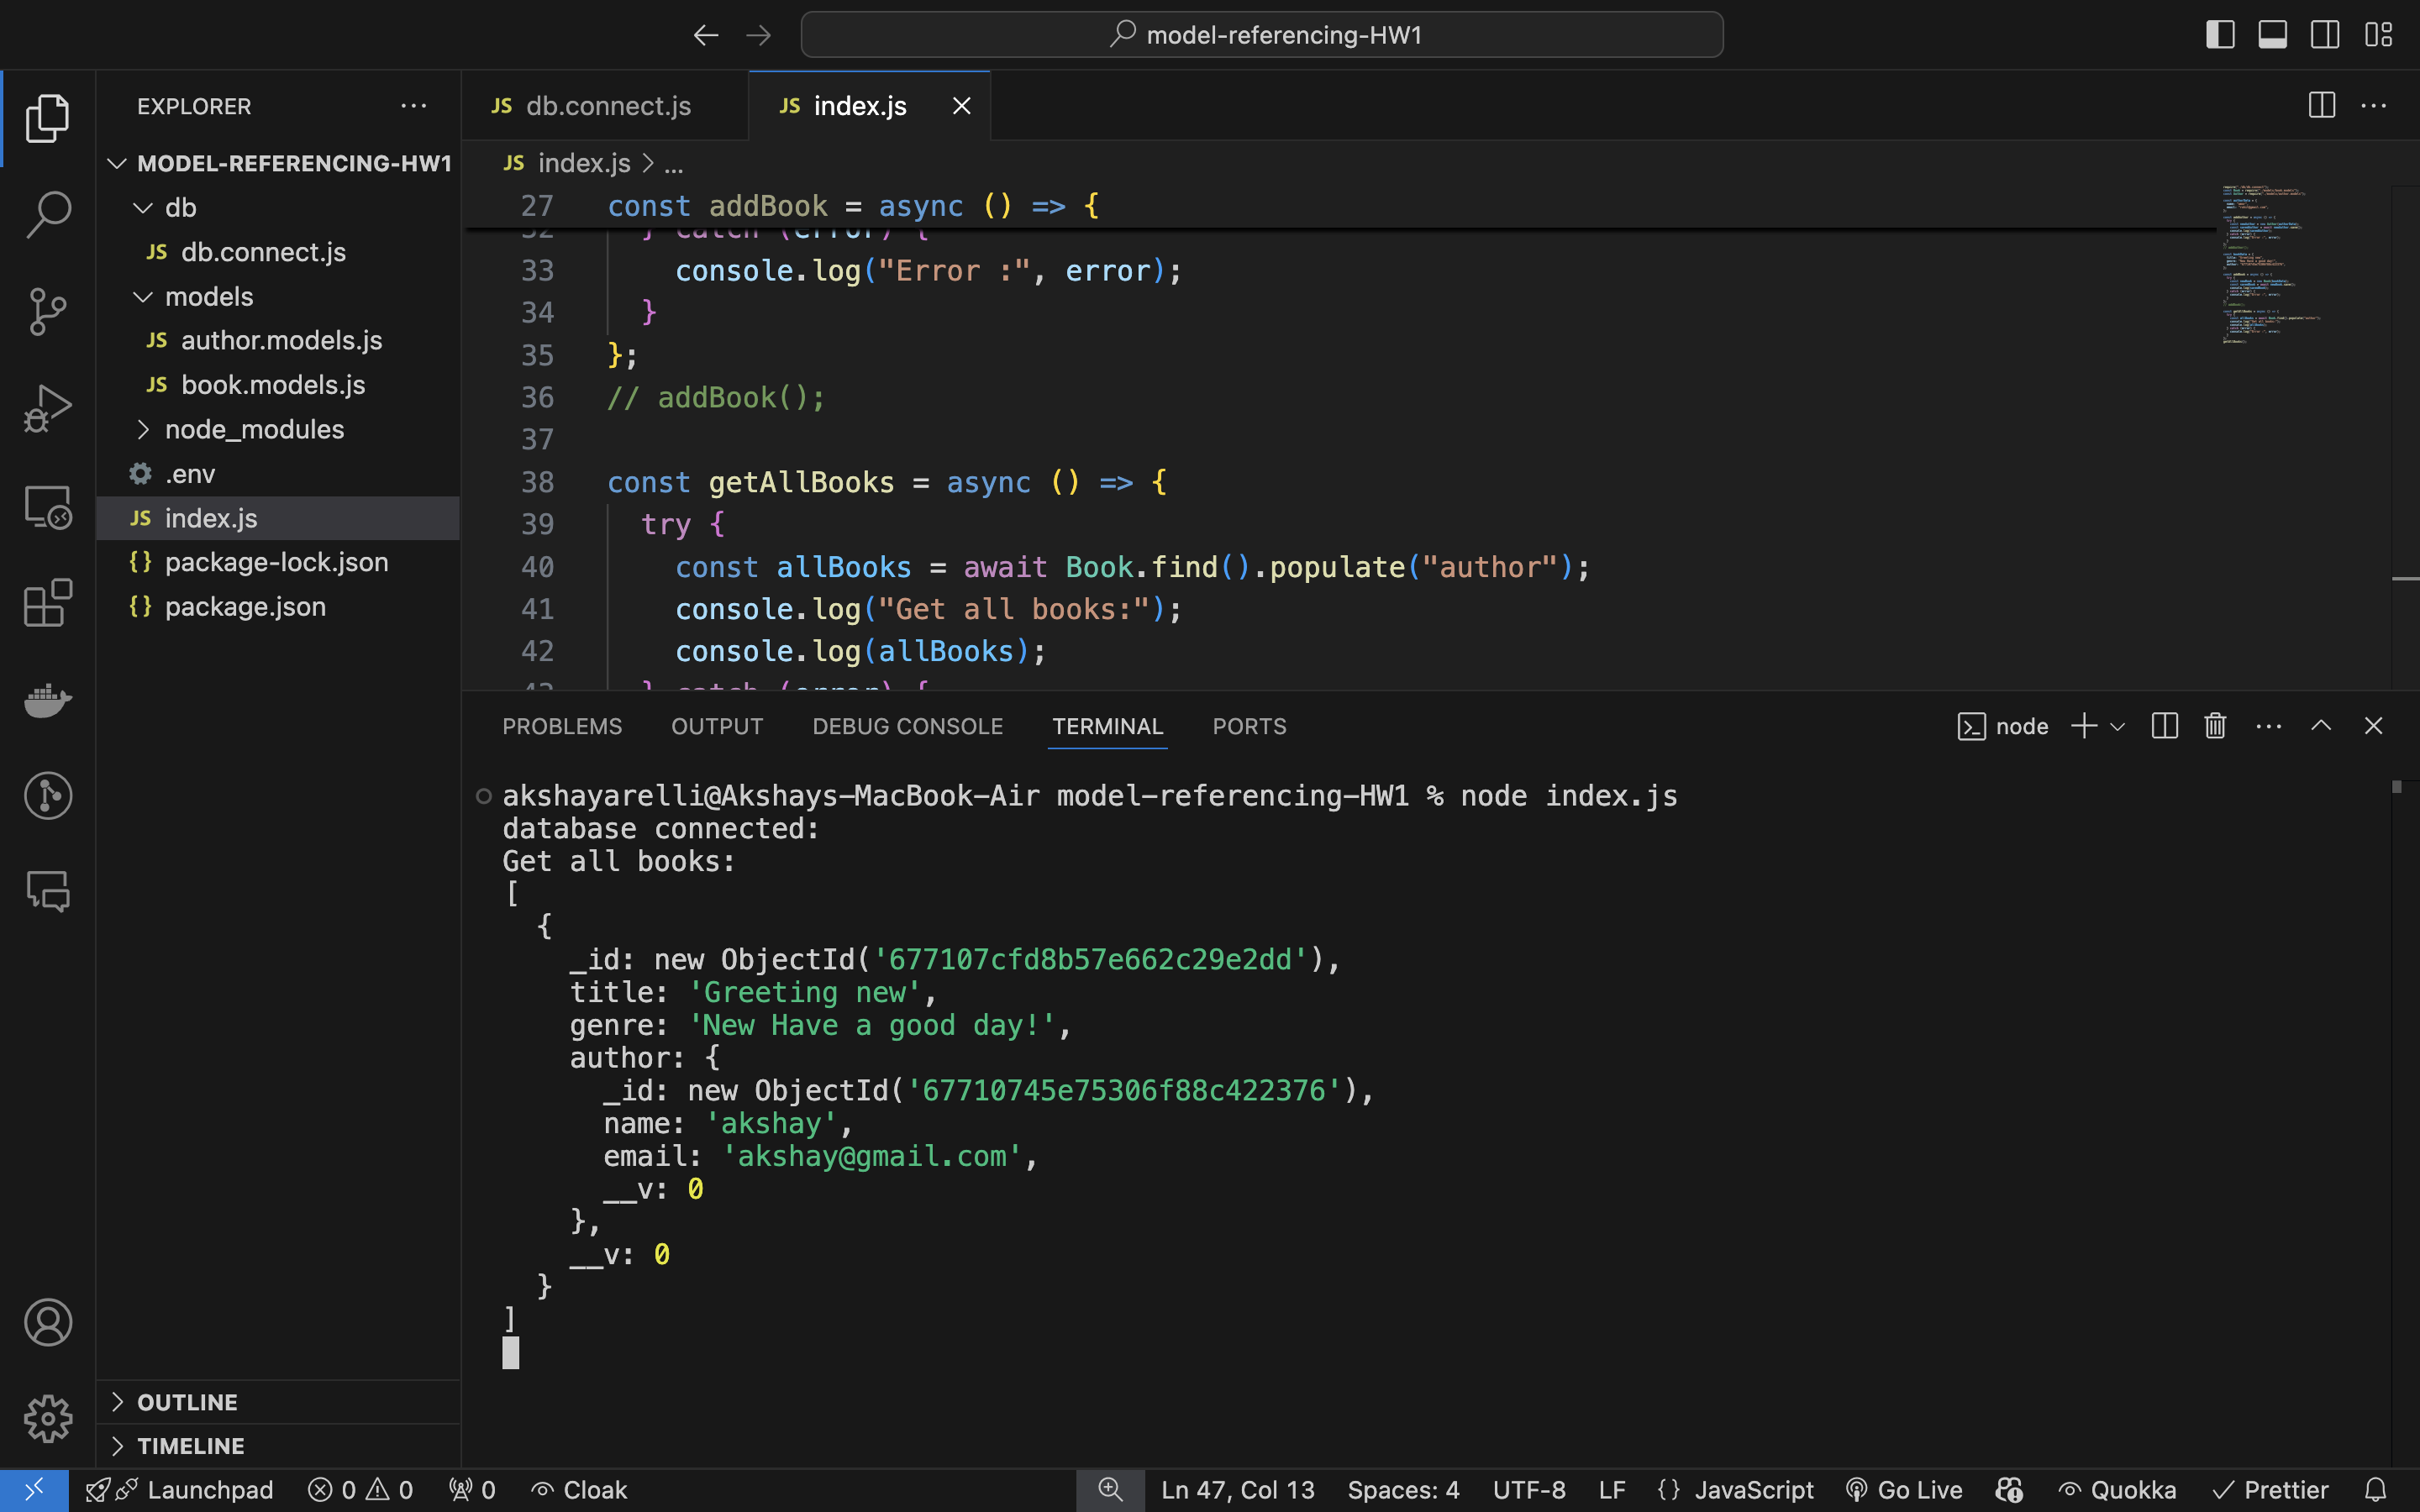 model-referencing-HW1
EXPLORER
MODEL-REFERENCING-HW1
db
JS db.connect.js
models
JS author.models.js
JS book.models.js
node_modules
.env
JS index.js
{} package-lock.json
{} package.json
OUTLINE
TIMELINE
JS db.connect.js
JS index.js
JS index.js > ...
27 const addBook = async () => {
32 } catch (error) {
33 console.log("Error :", error);
34 }
35 };
36 // addBook();
37
38 const getAllBooks = async () => {
39 try {
40 const allBooks = await Book.find().populate("author");
41 console.log("Get all books:");
42 console.log(allBooks);
43 } catch (error) {
PROBLEMS OUTPUT DEBUG CONSOLE TERMINAL PORTS
node
akshayarelli@Akshays-MacBook-Air model-referencing-HW1 % node index.js
database connected:
Get all books:
[
{
_id: new ObjectId('677107cfd8b57e662c29e2dd'),
title: 'Greeting new',
genre: 'New Have a good day!',
author: {
_id: new ObjectId('67710745e75306f88c422376'),
name: 'akshay',
email: 'akshay@gmail.com',
__v: 0
},
__v: 0
}
]
Launchpad 0 0 0 Cloak Ln 47, Col 13 Spaces: 4 UTF-8 LF {} JavaScript Go Live Quokka Prettier